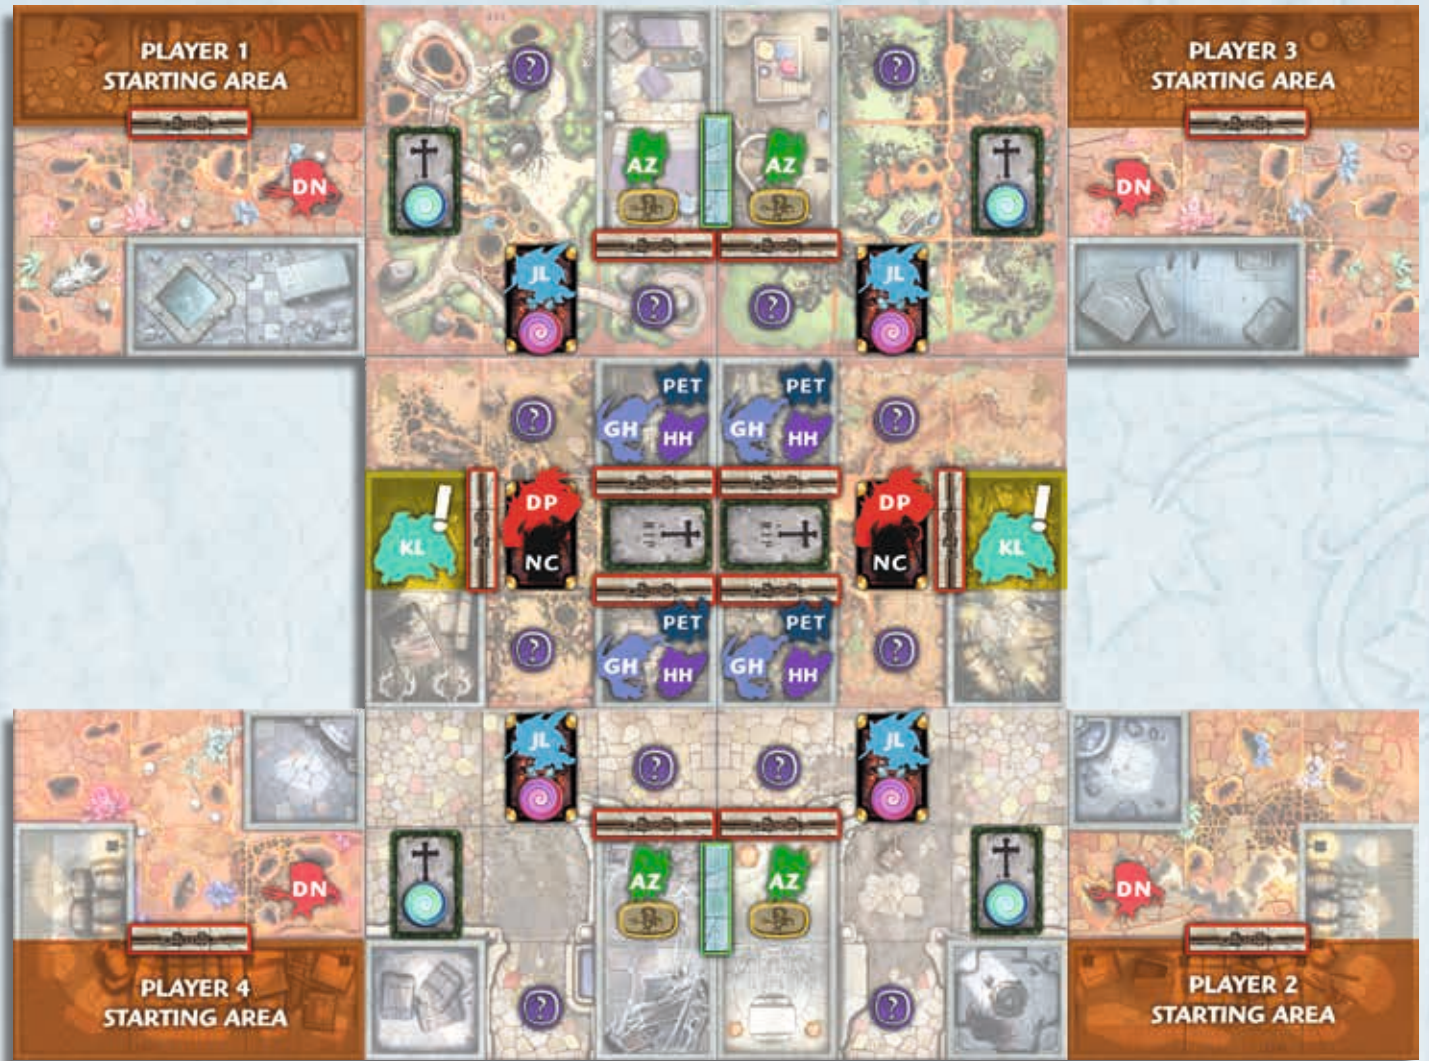 PLAYER 1
STARTING AREA
PLAYER 3
STARTING AREA
?
?
AZ
AZ
DN
DN
JL
JL
?
?
PET
PET
?
GH
HH
GH
HH
?
!
!
DP
DP
KL
KL
NC
RIP
RIP
NC
PET
PET
?
GH
HH
GH
HH
?
JL
JL
?
?
AZ
AZ
DN
DN
PLAYER 4
STARTING AREA
?
?
PLAYER 2
STARTING AREA